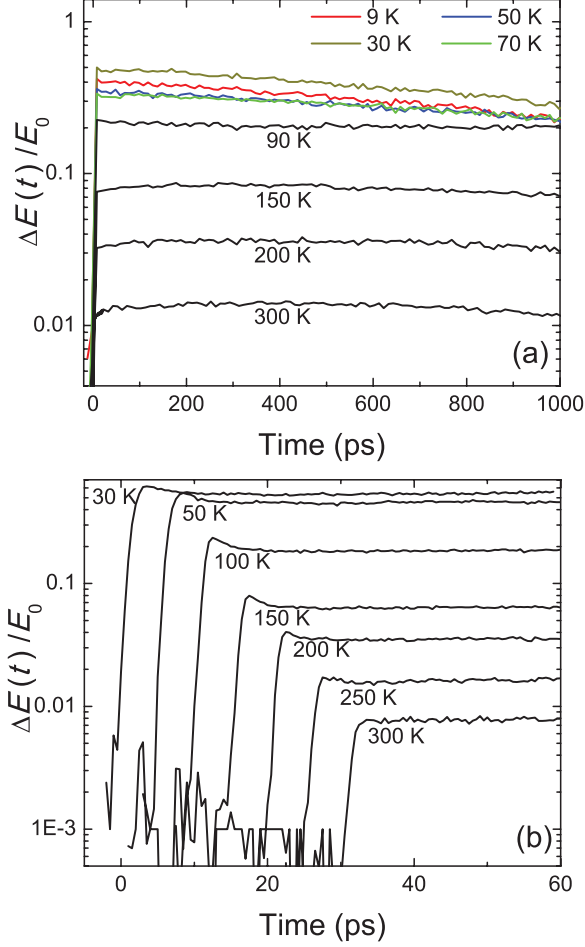 9 K 50 K
30 K 70 K
1
0.1
0.01
ΔE(t)/E₀
90 K
150 K
200 K
300 K
(a)
0 200 400 600 800 1000
Time (ps)
30 K
50 K
100 K
150 K
200 K
250 K
300 K
0.1
0.01
1E-3
ΔE(t)/E₀
(b)
0 20 40 60
Time (ps)